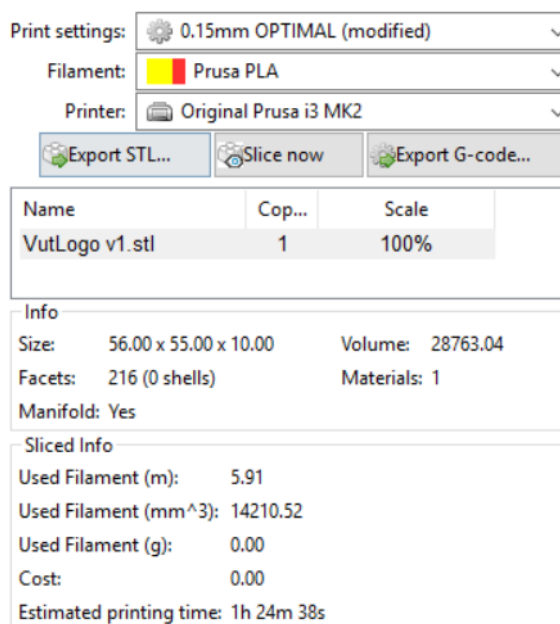 Print settings: 0.15mm OPTIMAL (modified)
Filament: Prusa PLA
Printer: Original Prusa i3 MK2
Export STL... Slice now Export G-code...
Name Cop... Scale
VutLogo v1.stl 1 100%
Info
Size: 56.00 x 55.00 x 10.00 Volume: 28763.04
Facets: 216 (0 shells) Materials: 1
Manifold: Yes
Sliced Info
Used Filament (m): 5.91
Used Filament (mm^3): 14210.52
Used Filament (g): 0.00
Cost: 0.00
Estimated printing time: 1h 24m 38s